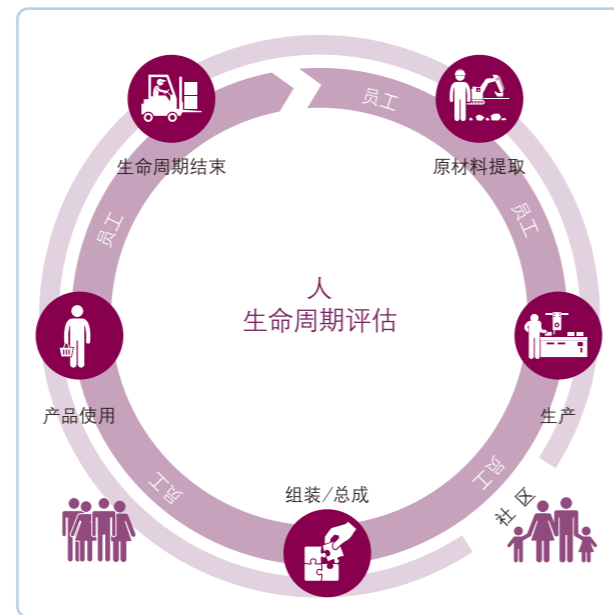 员工
生命周期结束
原材料提取
员工
员工
人
生命周期评估
产品使用
生产
组装/总成
员工
员工
社区